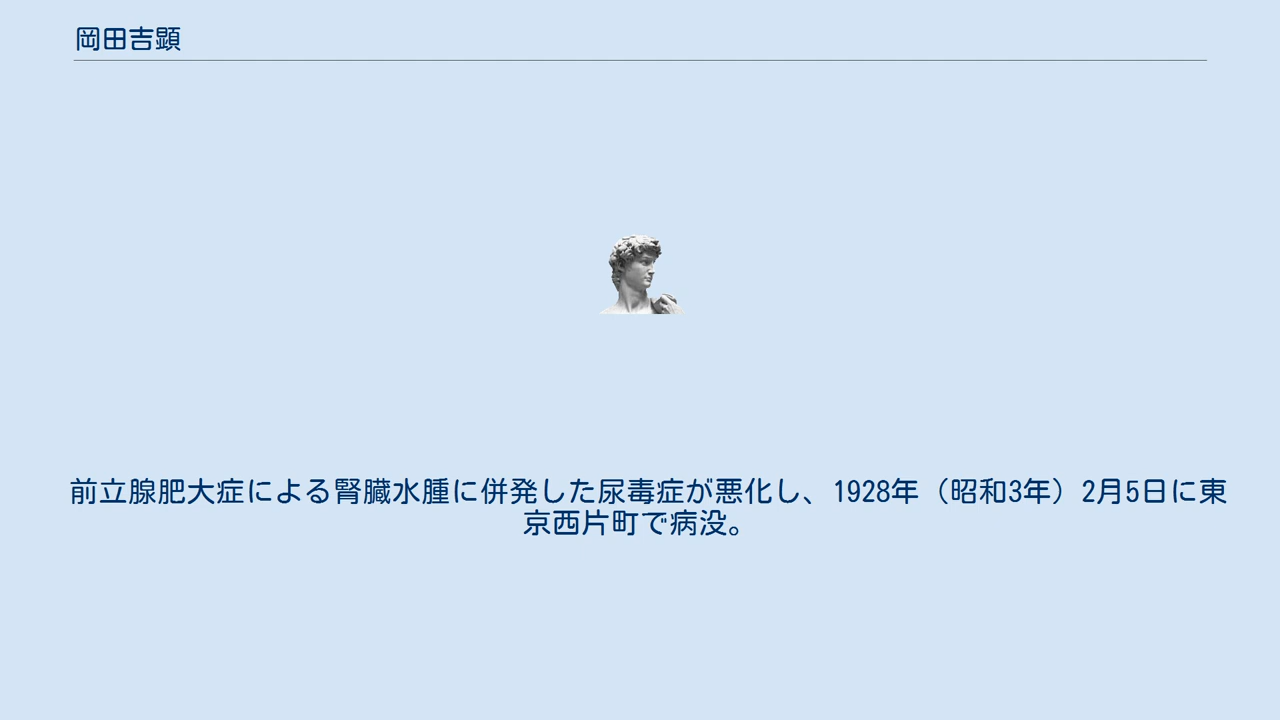 岡田吉顕
前立腺肥大症による腎臓水腫に併発した尿毒症が悪化し、1928年（昭和3年）2月5日に東
京西片町で病没。